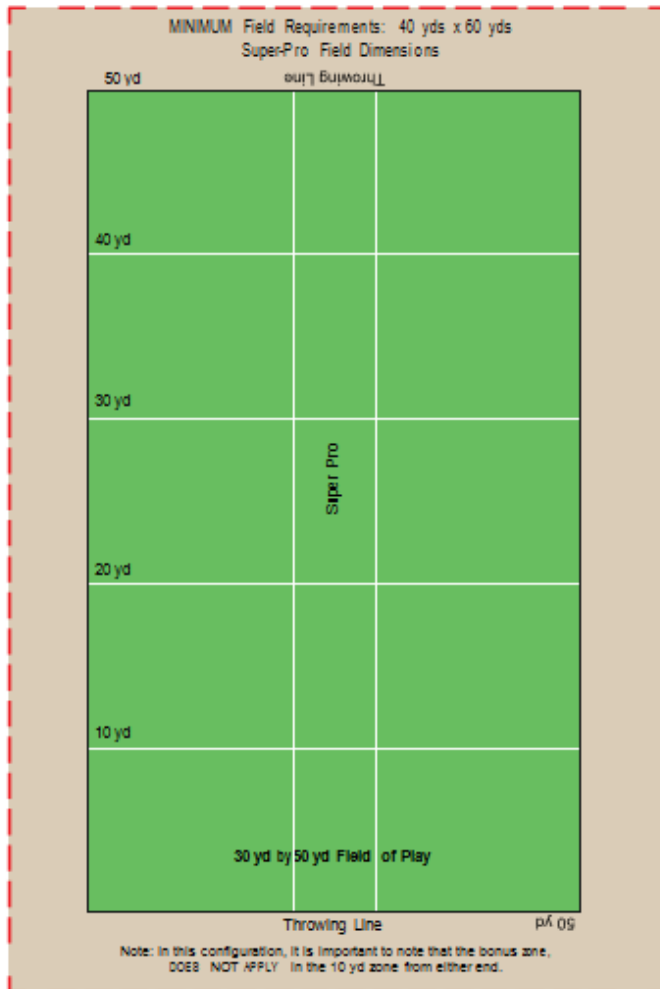 MINIMUM Field Requirements: 40 yds x 60 yds
Super-Pro Field Dimensions
50 yd
Throwing Line
40 yd
30 yd
Super Pro
20 yd
10 yd
30 yd by 50 yd Field of Play
Throwing Line
50 yd
Note: In this configuration, it is important to note that the bonus zone,
DOES NOT APPLY in the 10 yd zone from either end.